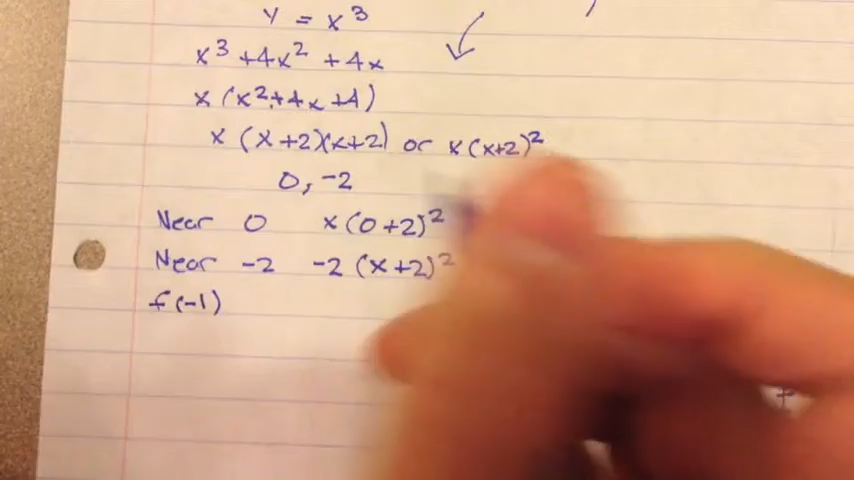 Y = x³
x³ +4x² +4x
x (x²+4x+4)
x (x+2)(x+2) or x(x+2)²
0, -2
Near 0 x(0+2)²
Near -2 -2 (x+2)²
f(-1)